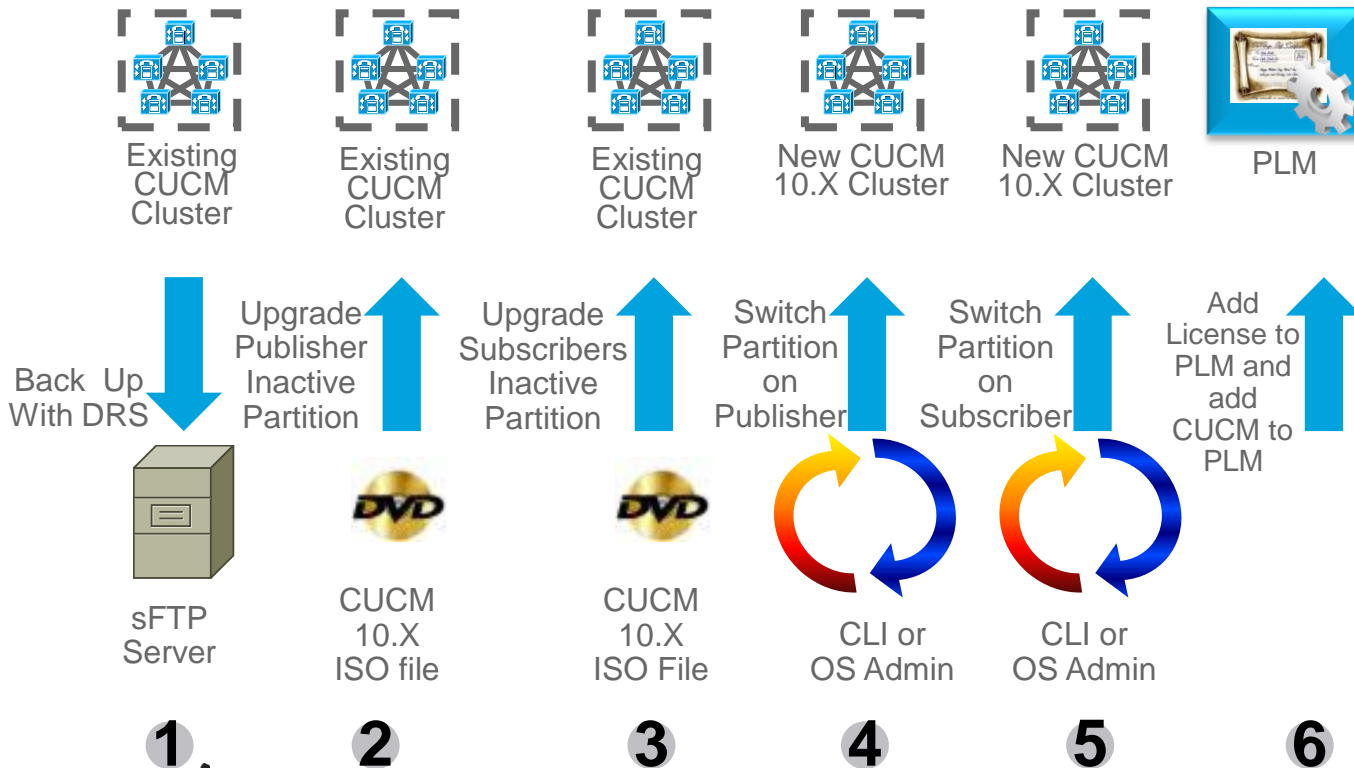 Existing
CUCM
Cluster
Existing
CUCM
Cluster
Existing
CUCM
Cluster
New CUCM
10.X Cluster
New CUCM
10.X Cluster
PLM
Back Up
With DRS
Upgrade
Publisher
Inactive
Partition
Upgrade
Subscribers
Inactive
Partition
Switch
Partition
on
Publisher
Switch
Partition
on
Subscriber
Add
License to
PLM and
add
CUCM to
PLM
DVD
DVD
sFTP
Server
CUCM
10.X
ISO file
CUCM
10.X
ISO File
CLI or
OS Admin
CLI or
OS Admin
1
2
3
4
5
6